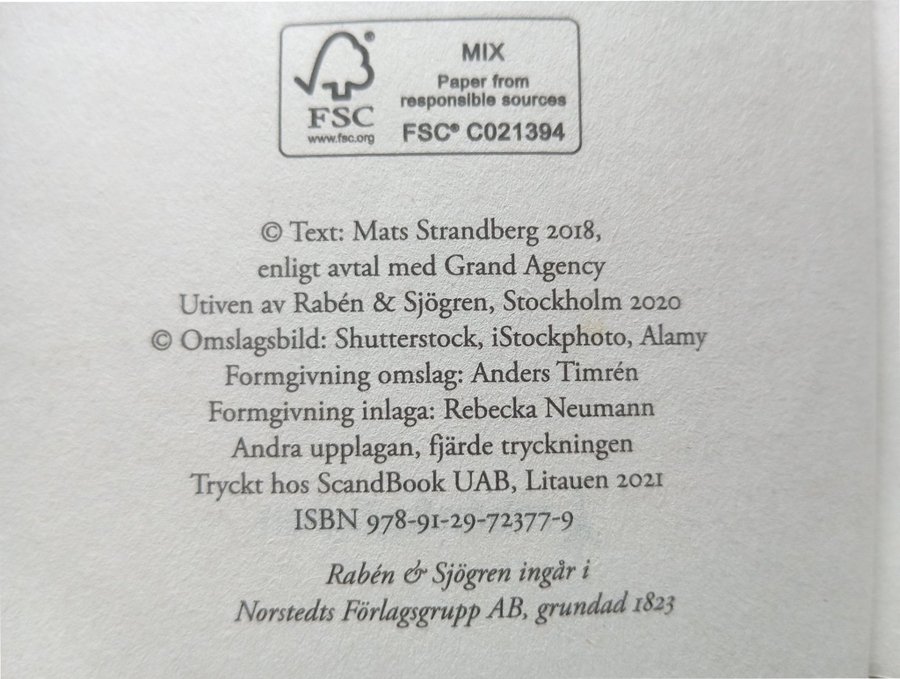 MIX
Paper from
responsible sources
FSC® C021394
FSC
www.fsc.org
© Text: Mats Strandberg 2018,
enligt avtal med Grand Agency
Utiven av Rabén & Sjögren, Stockholm 2020
© Omslagsbild: Shutterstock, iStockphoto, Alamy
Formgivning omslag: Anders Timrén
Formgivning inlaga: Rebecka Neumann
Andra upplagan, fjärde tryckningen
Tryckt hos ScandBook UAB, Litauen 2021
ISBN 978-91-29-72377-9
Rabén & Sjögren ingår i
Norstedts Förlagsgrupp AB, grundad 1823